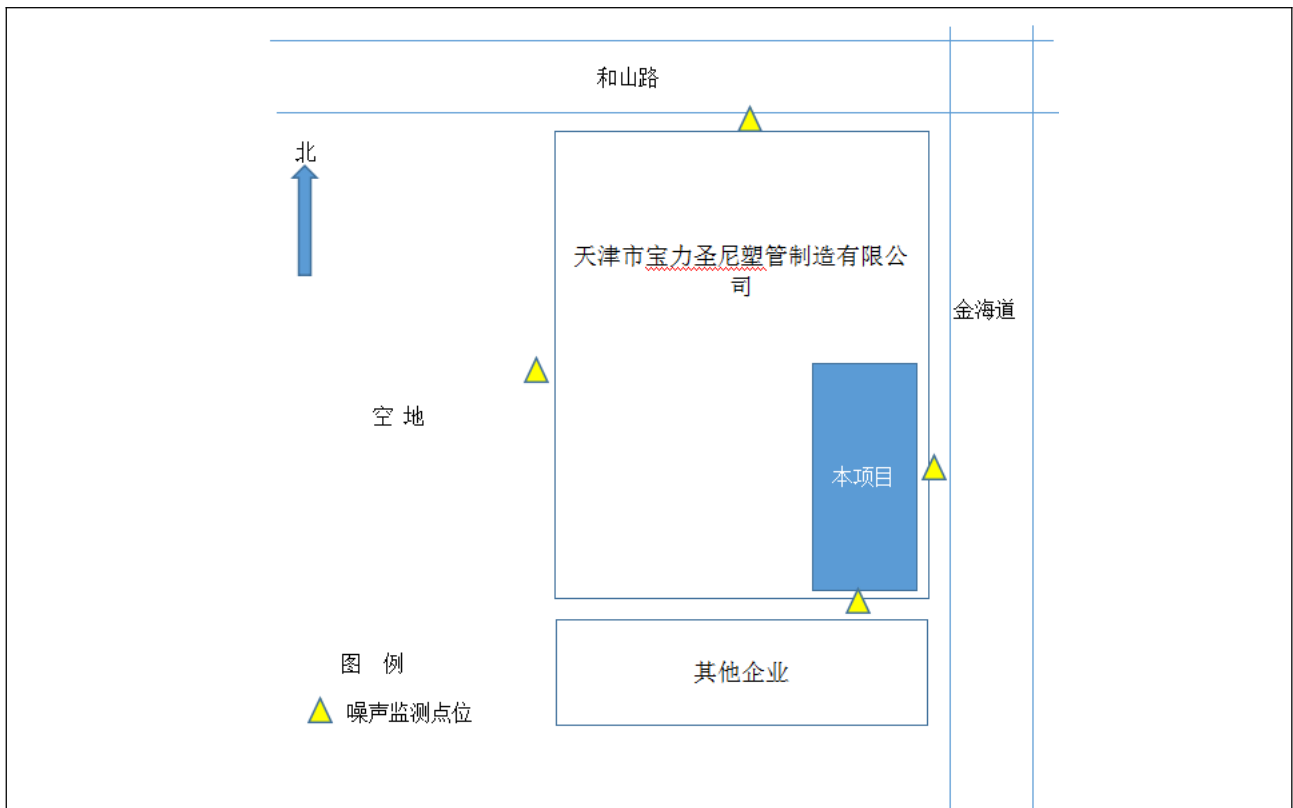 和山路
北
天津市宝力圣尼塑管制造有限公
司
金海道
空 地
本项目
图 例
其他企业
噪声监测点位